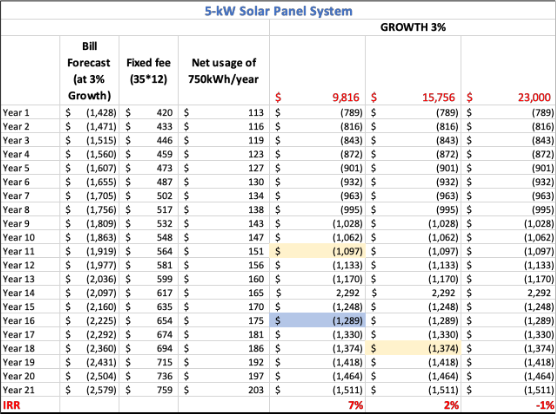 5-kW Solar Panel System
GROWTH 3%
Bill Forecast (at 3% Growth) Fixed fee (35*12) Net usage of 750kWh/year $ 9,816 $ 15,756 $ 23,000
Year 1 $ (1,428) $ 420 $ 113 $ (789) $ (789) $ (789)
Year 2 $ (1,471) $ 433 $ 116 $ (816) $ (816) $ (816)
Year 3 $ (1,515) $ 446 $ 119 $ (843) $ (843) $ (843)
Year 4 $ (1,560) $ 459 $ 123 $ (872) $ (872) $ (872)
Year 5 $ (1,607) $ 473 $ 127 $ (901) $ (901) $ (901)
Year 6 $ (1,655) $ 487 $ 130 $ (932) $ (932) $ (932)
Year 7 $ (1,705) $ 502 $ 134 $ (963) $ (963) $ (963)
Year 8 $ (1,756) $ 517 $ 138 $ (995) $ (995) $ (995)
Year 9 $ (1,809) $ 532 $ 143 $ (1,028) $ (1,028) $ (1,028)
Year 10 $ (1,863) $ 548 $ 147 $ (1,062) $ (1,062) $ (1,062)
Year 11 $ (1,919) $ 564 $ 151 $ (1,097) $ (1,097) $ (1,097)
Year 12 $ (1,977) $ 581 $ 156 $ (1,133) $ (1,133) $ (1,133)
Year 13 $ (2,036) $ 599 $ 160 $ (1,170) $ (1,170) $ (1,170)
Year 14 $ (2,097) $ 617 $ 165 $ 2,292 $ 2,292 $ 2,292
Year 15 $ (2,160) $ 635 $ 170 $ (1,248) $ (1,248) $ (1,248)
Year 16 $ (2,225) $ 654 $ 175 $ (1,289) $ (1,289) $ (1,289)
Year 17 $ (2,292) $ 674 $ 181 $ (1,330) $ (1,330) $ (1,330)
Year 18 $ (2,360) $ 694 $ 186 $ (1,374) $ (1,374) $ (1,374)
Year 19 $ (2,431) $ 715 $ 192 $ (1,418) $ (1,418) $ (1,418)
Year 20 $ (2,504) $ 736 $ 197 $ (1,464) $ (1,464) $ (1,464)
Year 21 $ (2,579) $ 759 $ 203 $ (1,511) $ (1,511) $ (1,511)
IRR 7% 2% -1%